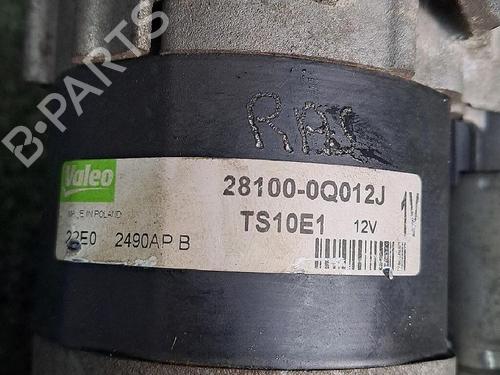 B-PARTS
Valeo
MADE IN POLAND
28100-0Q012J
TS10E1 12V
1V
22E0 2490AP B